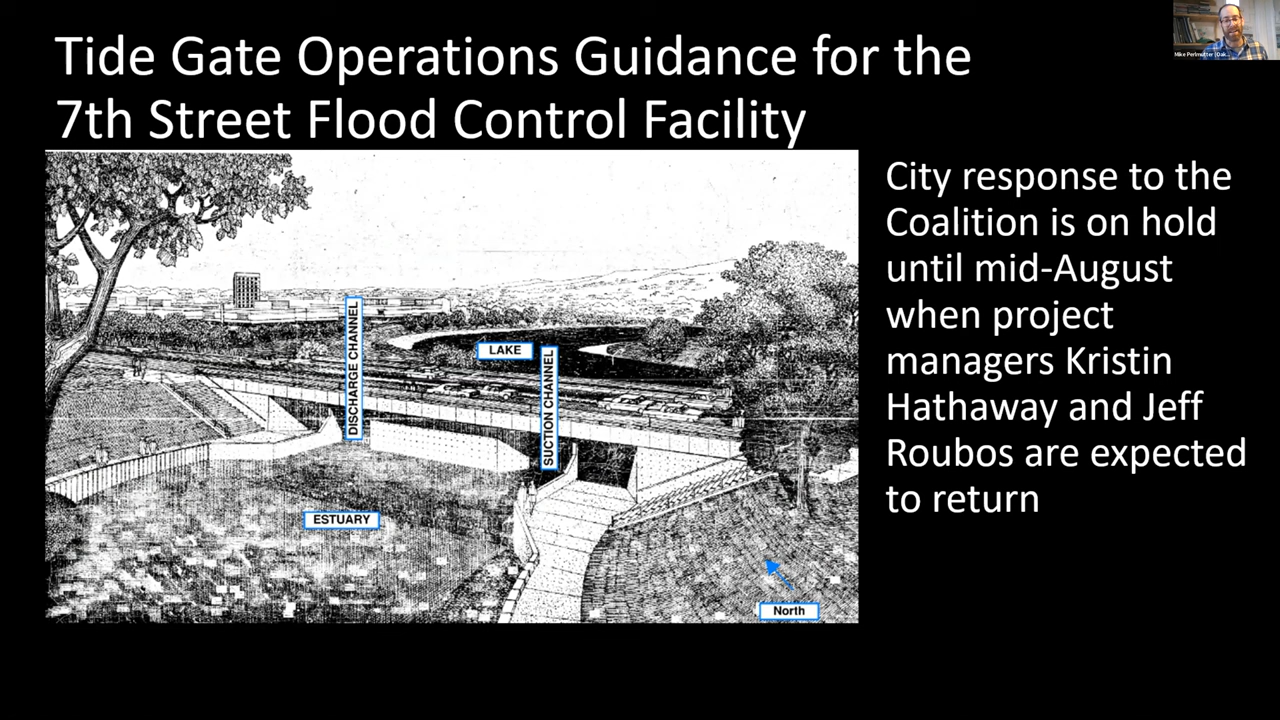 Tide Gate Operations Guidance for the
7th Street Flood Control Facility
Mike Perlmutter (Oak...
City response to the
Coalition is on hold
until mid-August
when project
managers Kristin
Hathaway and Jeff
Roubos are expected
to return
DISCHARGE CHANNEL
LAKE
SUCTION CHANNEL
ESTUARY
North